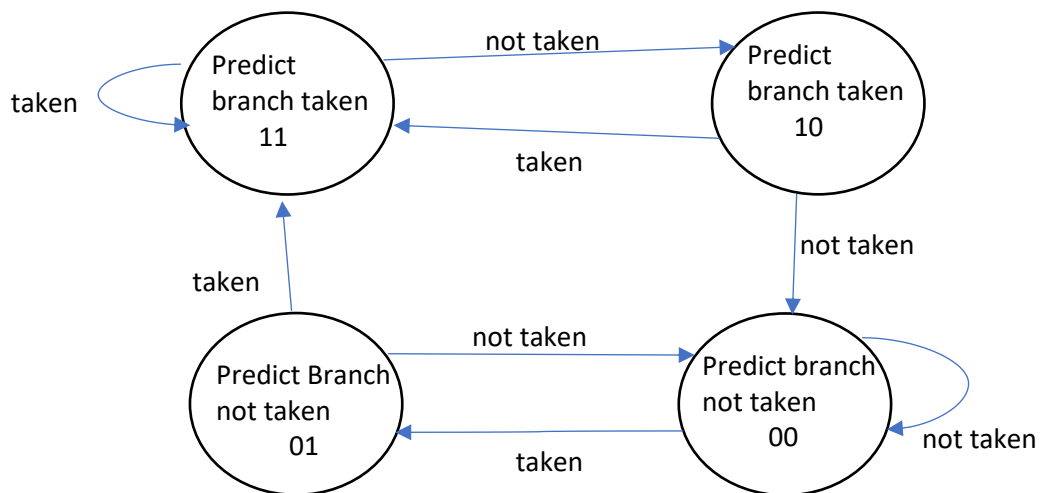 Predict
branch taken
11
not taken
Predict
branch taken
10
taken
taken
not taken
taken
Predict Branch
not taken
01
not taken
Predict branch
not taken
00
taken
not taken